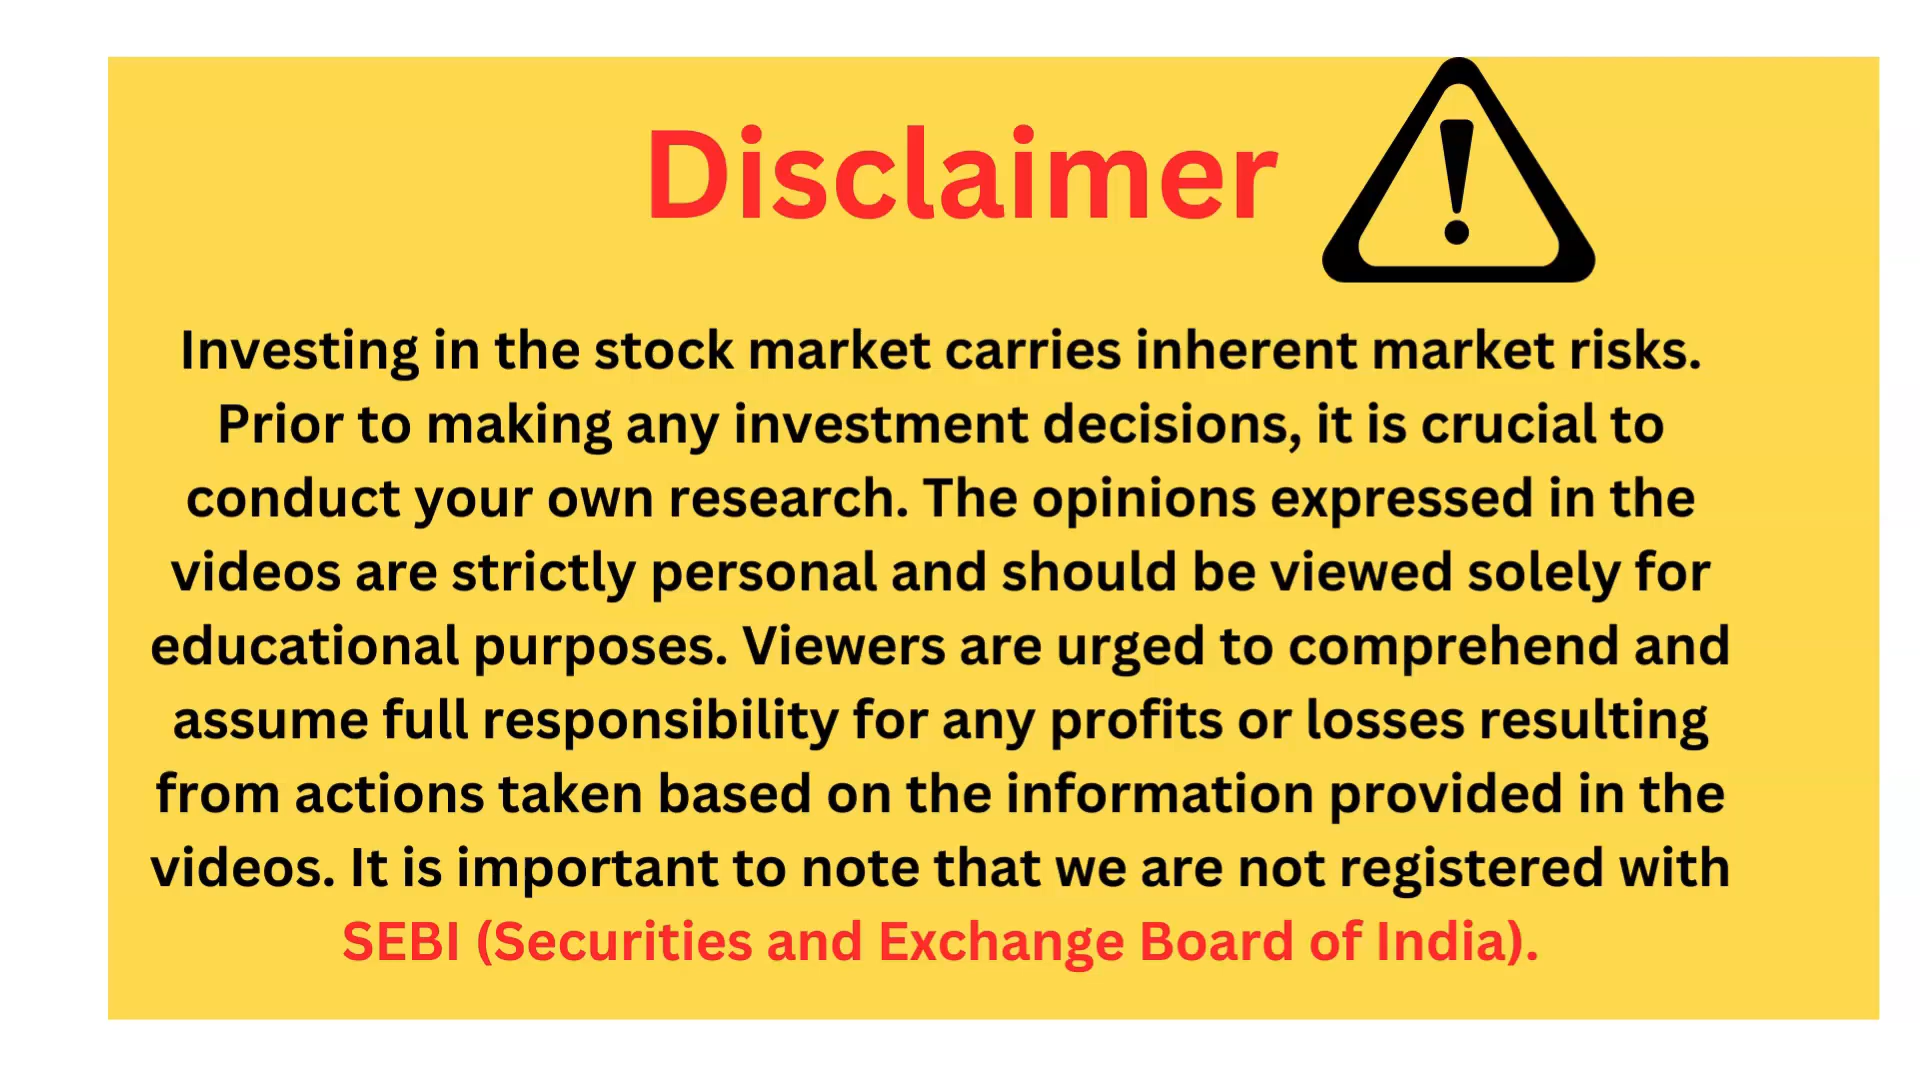 Disclaimer
Investing in the stock market carries inherent market risks.
Prior to making any investment decisions, it is crucial to
conduct your own research. The opinions expressed in the
videos are strictly personal and should be viewed solely for
educational purposes. Viewers are urged to comprehend and
assume full responsibility for any profits or losses resulting
from actions taken based on the information provided in the
videos. It is important to note that we are not registered with
SEBI (Securities and Exchange Board of India).